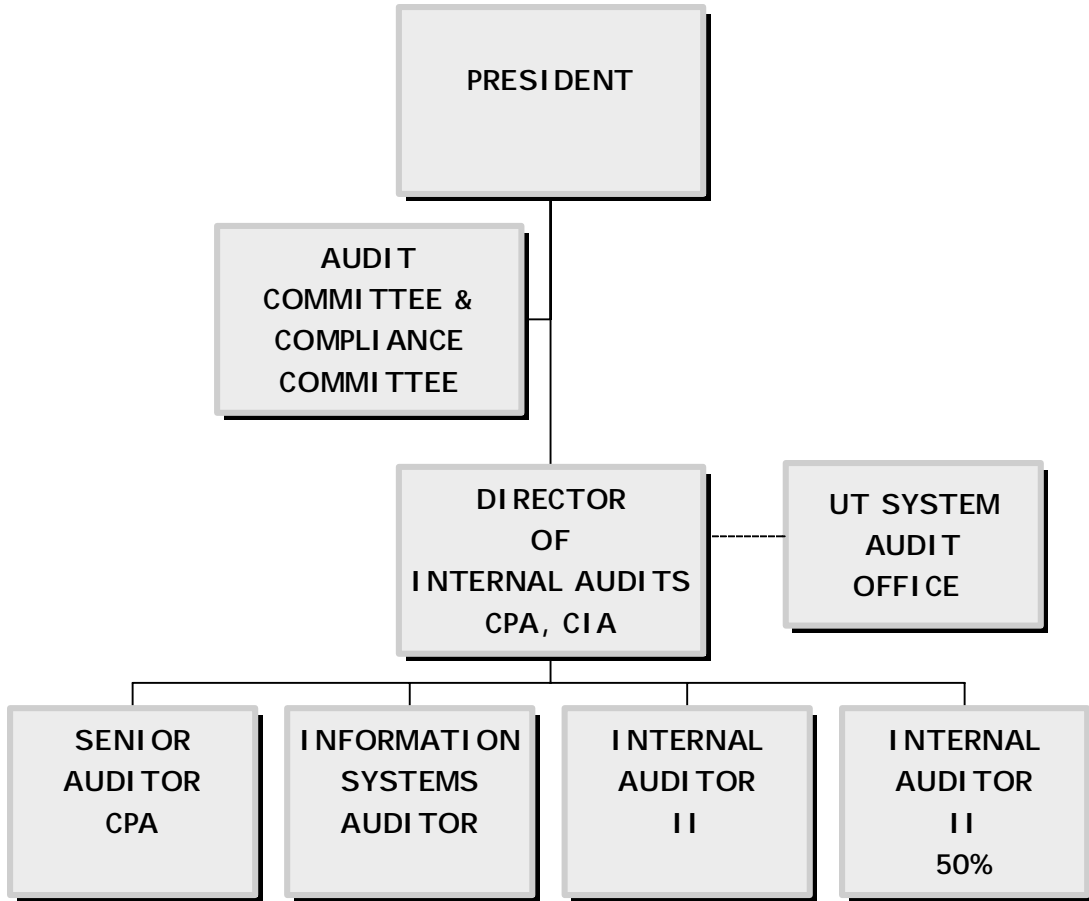 PRESIDENT
AUDIT
COMMITTEE &
COMPLIANCE
COMMITTEE
DIRECTOR
OF
INTERNAL AUDITS
CPA, CIA
UT SYSTEM
AUDIT
OFFICE
SENIOR
AUDITOR
CPA
INFORMATION
SYSTEMS
AUDITOR
INTERNAL
AUDITOR
II
INTERNAL
AUDITOR
II
50%